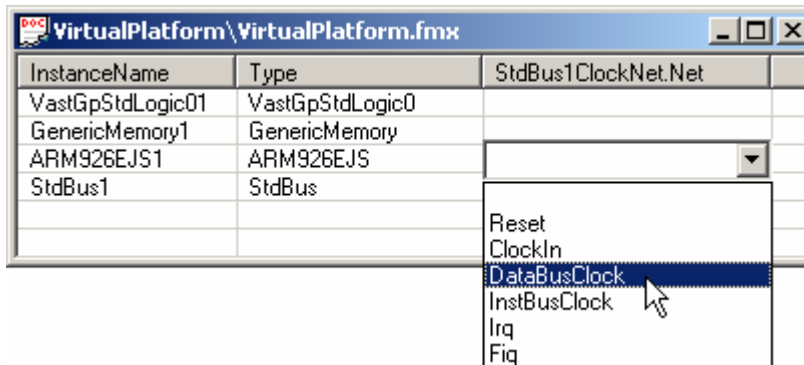 DOC VirtualPlatform\VirtualPlatform.fmx
InstanceName Type StdBus1ClockNet.Net
VastGpStdLogic01 VastGpStdLogic0
GenericMemory1 GenericMemory
ARM926EJS1 ARM926EJS
StdBus1 StdBus
Reset
ClockIn
DataBusClock
InstBusClock
Irq
Fiq